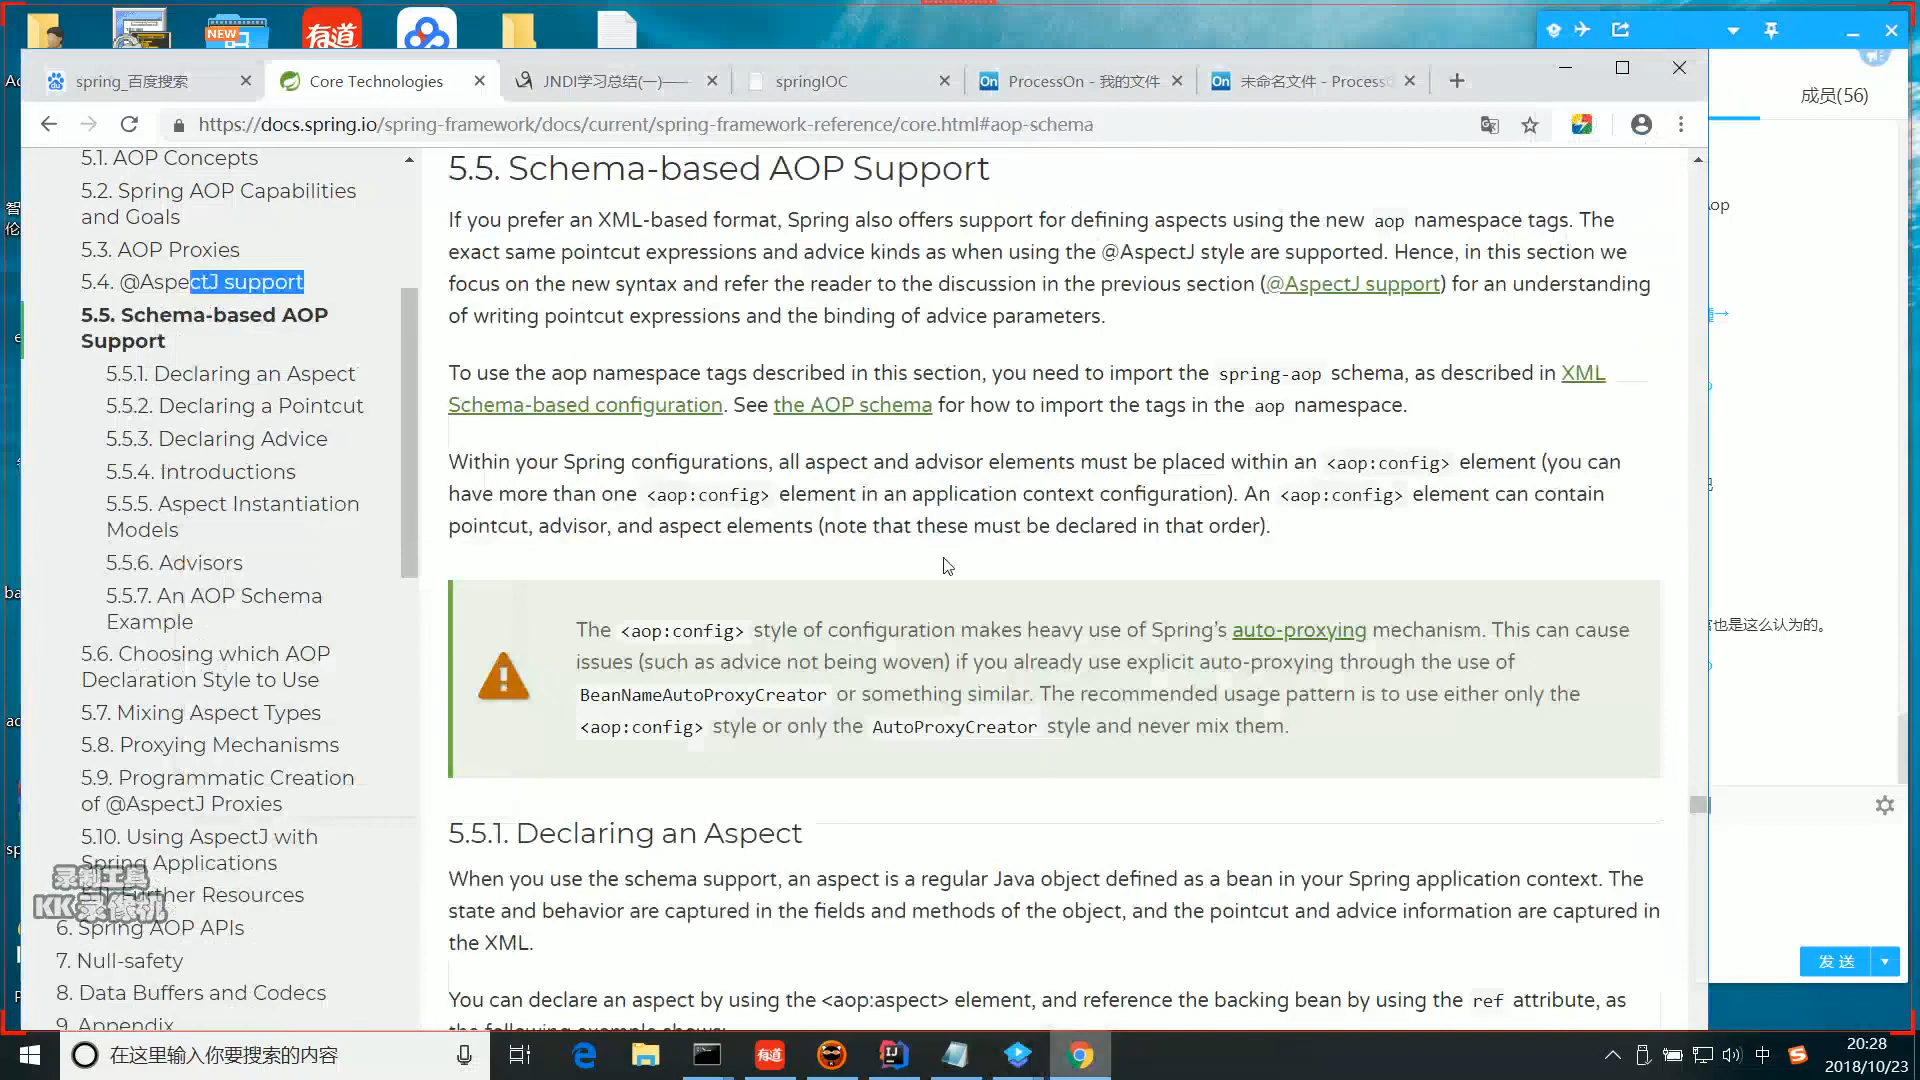 NEW
有道
spring_百度搜索
Core Technologies
JNDI学习总结(一)——
springIOC
On ProcessOn - 我的文件
On 未命名文件 - Process
成员(56)
https://docs.spring.io/spring-framework/docs/current/spring-framework-reference/core.html#aop-schema
5.1. AOP Concepts
5.2. Spring AOP Capabilities
and Goals
5.3. AOP Proxies
5.4. @AspectJ support
5.5. Schema-based AOP
Support
5.5.1. Declaring an Aspect
5.5.2. Declaring a Pointcut
5.5.3. Declaring Advice
5.5.4. Introductions
5.5.5. Aspect Instantiation
Models
5.5.6. Advisors
5.5.7. An AOP Schema
Example
5.6. Choosing which AOP
Declaration Style to Use
5.7. Mixing Aspect Types
5.8. Proxying Mechanisms
5.9. Programmatic Creation
of @AspectJ Proxies
5.10. Using AspectJ with
Spring Applications
5.11. Further Resources
6. Spring AOP APIs
7. Null-safety
8. Data Buffers and Codecs
9. Appendix
录制工具
KK录像机
5.5. Schema-based AOP Support
If you prefer an XML-based format, Spring also offers support for defining aspects using the new aop namespace tags. The
exact same pointcut expressions and advice kinds as when using the @AspectJ style are supported. Hence, in this section we
focus on the new syntax and refer the reader to the discussion in the previous section (@AspectJ support) for an understanding
of writing pointcut expressions and the binding of advice parameters.
To use the aop namespace tags described in this section, you need to import the spring-aop schema, as described in XML
Schema-based configuration. See the AOP schema for how to import the tags in the aop namespace.
Within your Spring configurations, all aspect and advisor elements must be placed within an <aop:config> element (you can
have more than one <aop:config> element in an application context configuration). An <aop:config> element can contain
pointcut, advisor, and aspect elements (note that these must be declared in that order).
The <aop:config> style of configuration makes heavy use of Spring's auto-proxying mechanism. This can cause
issues (such as advice not being woven) if you already use explicit auto-proxying through the use of
BeanNameAutoProxyCreator or something similar. The recommended usage pattern is to use either only the
<aop:config> style or only the AutoProxyCreator style and never mix them.
5.5.1. Declaring an Aspect
When you use the schema support, an aspect is a regular Java object defined as a bean in your Spring application context. The
state and behavior are captured in the fields and methods of the object, and the pointcut and advice information are captured in
the XML.
You can declare an aspect by using the <aop:aspect> element, and reference the backing bean by using the ref attribute, as
the following example shows:
也是这么认为的。
发 送
在这里输入你要搜索的内容
有道
中
20:28
2018/10/23